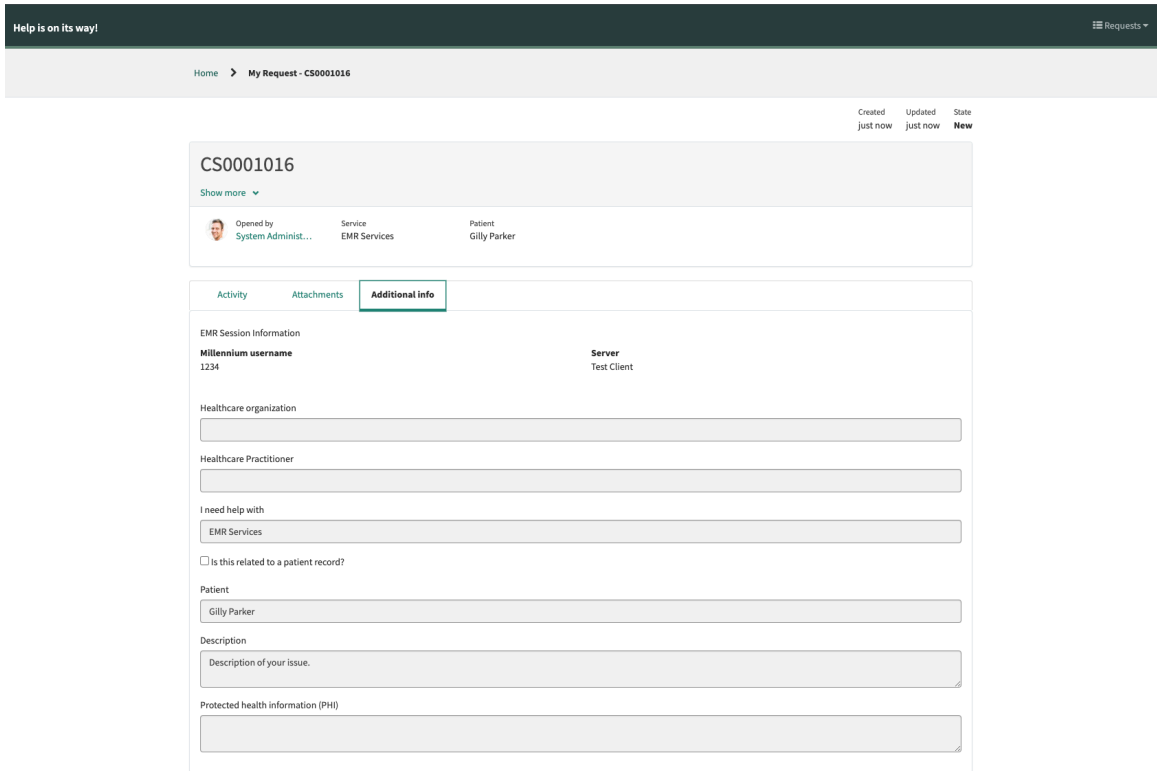 Help is on its way!
Requests
Home > My Request - CS0001016
Created Updated State
just now just now New
CS0001016
Show more
Opened by Service Patient
System Administ... EMR Services Gilly Parker
Activity Attachments Additional info
EMR Session Information
Millennium username Server
1234 Test Client
Healthcare organization
Healthcare Practitioner
I need help with
EMR Services
Is this related to a patient record?
Patient
Gilly Parker
Description
Description of your issue.
Protected health information (PHI)